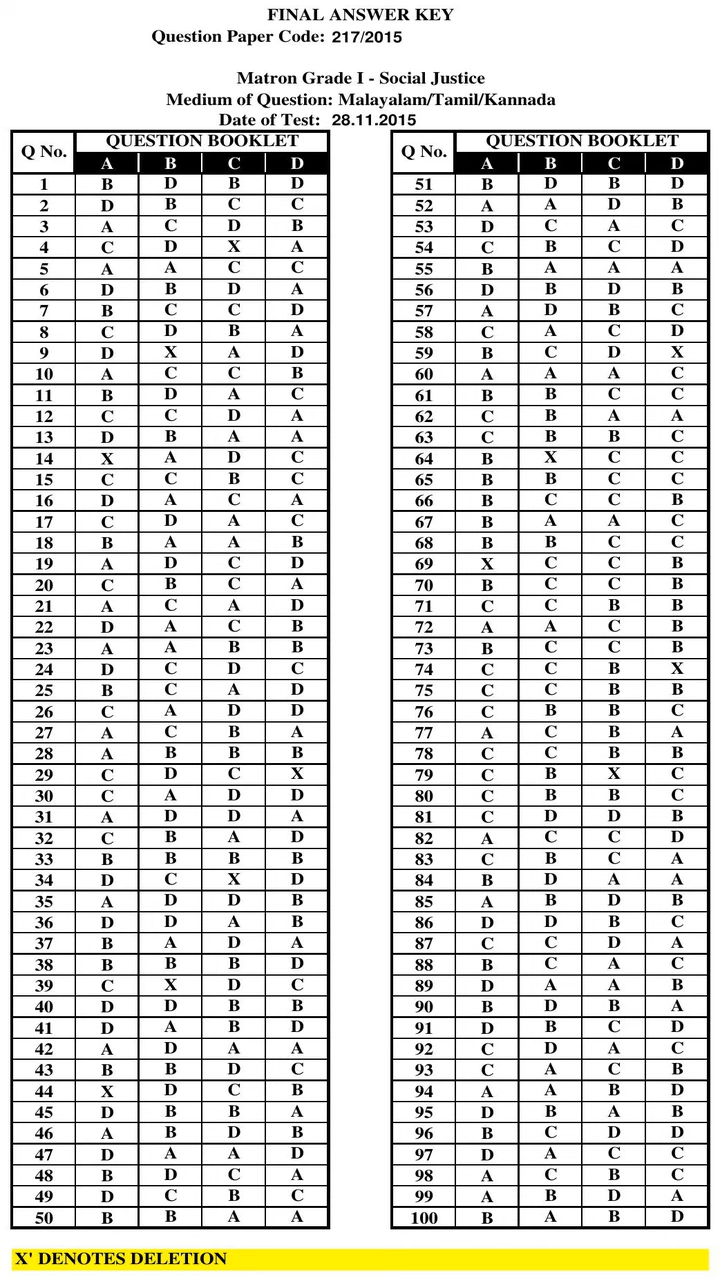 FINAL ANSWER KEY
Question Paper Code: 217/2015
Matron Grade I - Social Justice
Medium of Question: Malayalam/Tamil/Kannada
Date of Test: 28.11.2015
Q No. QUESTION BOOKLET Q No. QUESTION BOOKLET
A B C D A B C D
1 B D B D 51 B D B D
2 D B C C 52 A A D B
3 A C D B 53 D C A C
4 C D X A 54 C B C D
5 A A C C 55 B A A A
6 D B D A 56 D B D B
7 B C C D 57 A D B C
8 C D B A 58 C A C D
9 D X A D 59 B C D X
10 A C C B 60 A A A C
11 B D A C 61 B B C C
12 C C D A 62 C B A A
13 D B A A 63 C B B C
14 X A D C 64 B X C C
15 C C B C 65 B B C C
16 D A C A 66 B C C B
17 C D A C 67 B A A C
18 B A A B 68 B B C C
19 A D C D 69 X C C B
20 C B C A 70 B C C B
21 A C A D 71 C C B B
22 D A C B 72 A A C B
23 A A B B 73 B C C B
24 D C D C 74 C C B X
25 B C A D 75 C C B B
26 C A D D 76 C B B C
27 A C B A 77 A C B A
28 A B B B 78 C C B B
29 C D C X 79 C B X C
30 C A D D 80 C B B C
31 A D D A 81 C D D B
32 C B A D 82 A C C D
33 B B B B 83 C B C A
34 D C X D 84 B D A A
35 A D D B 85 A B D B
36 D D A B 86 D D B C
37 B A D A 87 C C D A
38 B B B D 88 B C A C
39 C X D C 89 D A A B
40 D D B B 90 B D B A
41 D A B D 91 D B C D
42 A D A A 92 C D A C
43 B B D C 93 C A C B
44 X D C B 94 A A B D
45 D B B A 95 D B A B
46 A B D B 96 B C D D
47 D A A D 97 D A C C
48 B D C A 98 A C B C
49 D C B C 99 A B D A
50 B B A A 100 B A B D
X' DENOTES DELETION